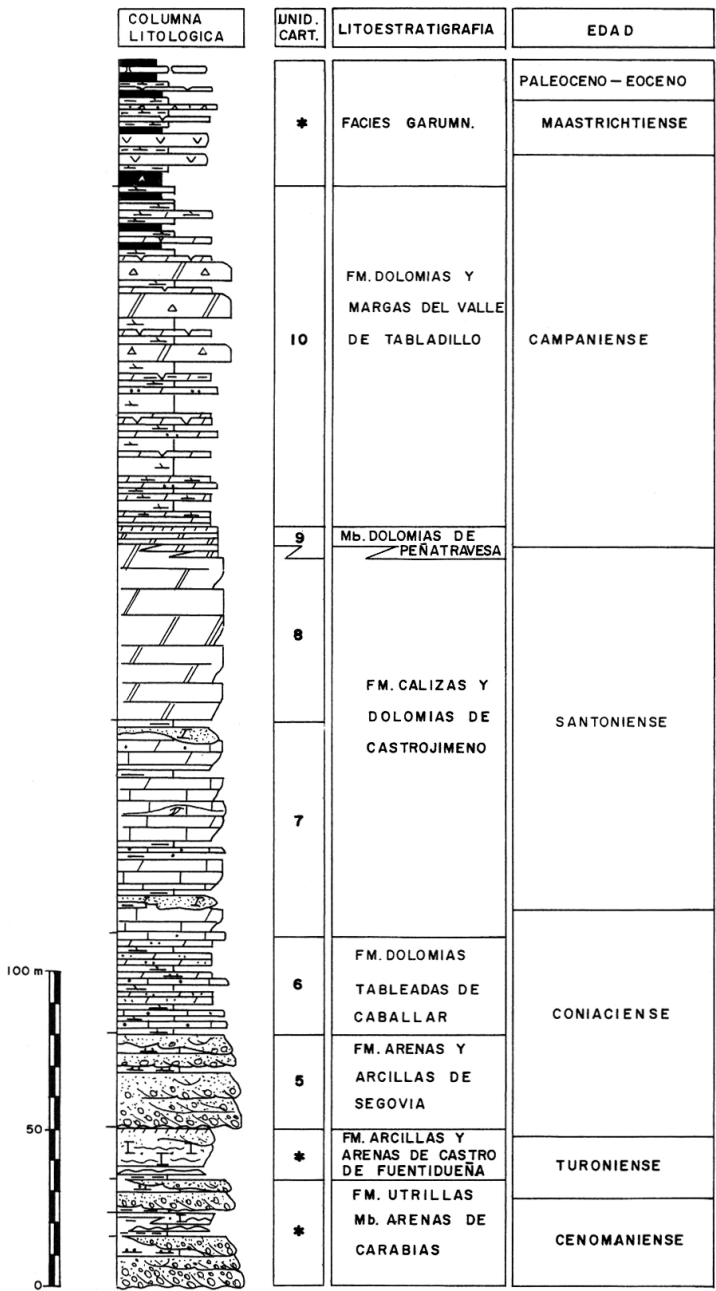 COLUMNA
LITOLOGICA
UNID.
CART.
LITOESTRATIGRAFIA
EDAD
*
FACIES GARUMN.
PALEOCENO – EOCENO
MAASTRICHTIENSE
10
FM. DOLOMIAS Y
MARGAS DEL VALLE
DE TABLADILLO
CAMPANIENSE
9
Mb. DOLOMIAS DE
PEÑATRAVESA
8
FM. CALIZAS Y
DOLOMIAS DE
CASTROJIMENO
SANTONIENSE
7
6
FM. DOLOMIAS
TABLEADAS DE
CABALLAR
CONIACIENSE
5
FM. ARENAS Y
ARCILLAS DE
SEGOVIA
*
FM. ARCILLAS Y
ARENAS DE CASTRO
DE FUENTIDUEÑA
TURONIENSE
*
FM. UTRILLAS
Mb. ARENAS DE
CARABIAS
CENOMANIENSE
100 m
50
0